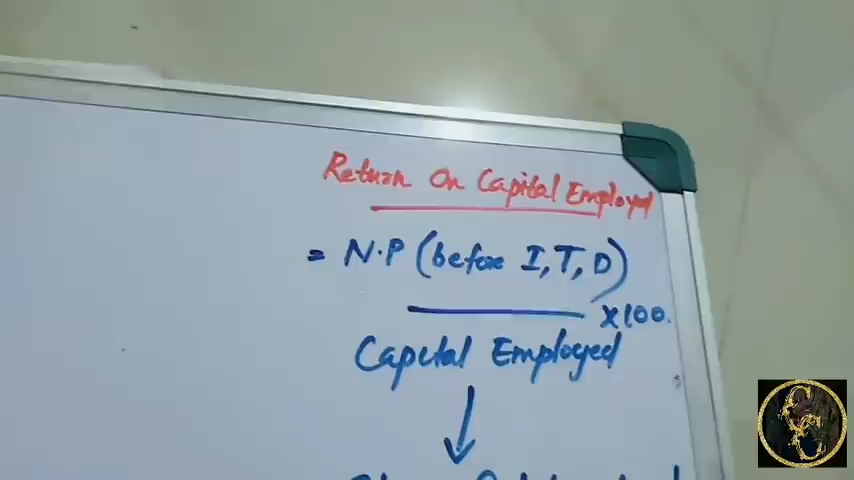 Return On Capital Employed
= N.P (before I, T, D)
X100.
Capital Employed